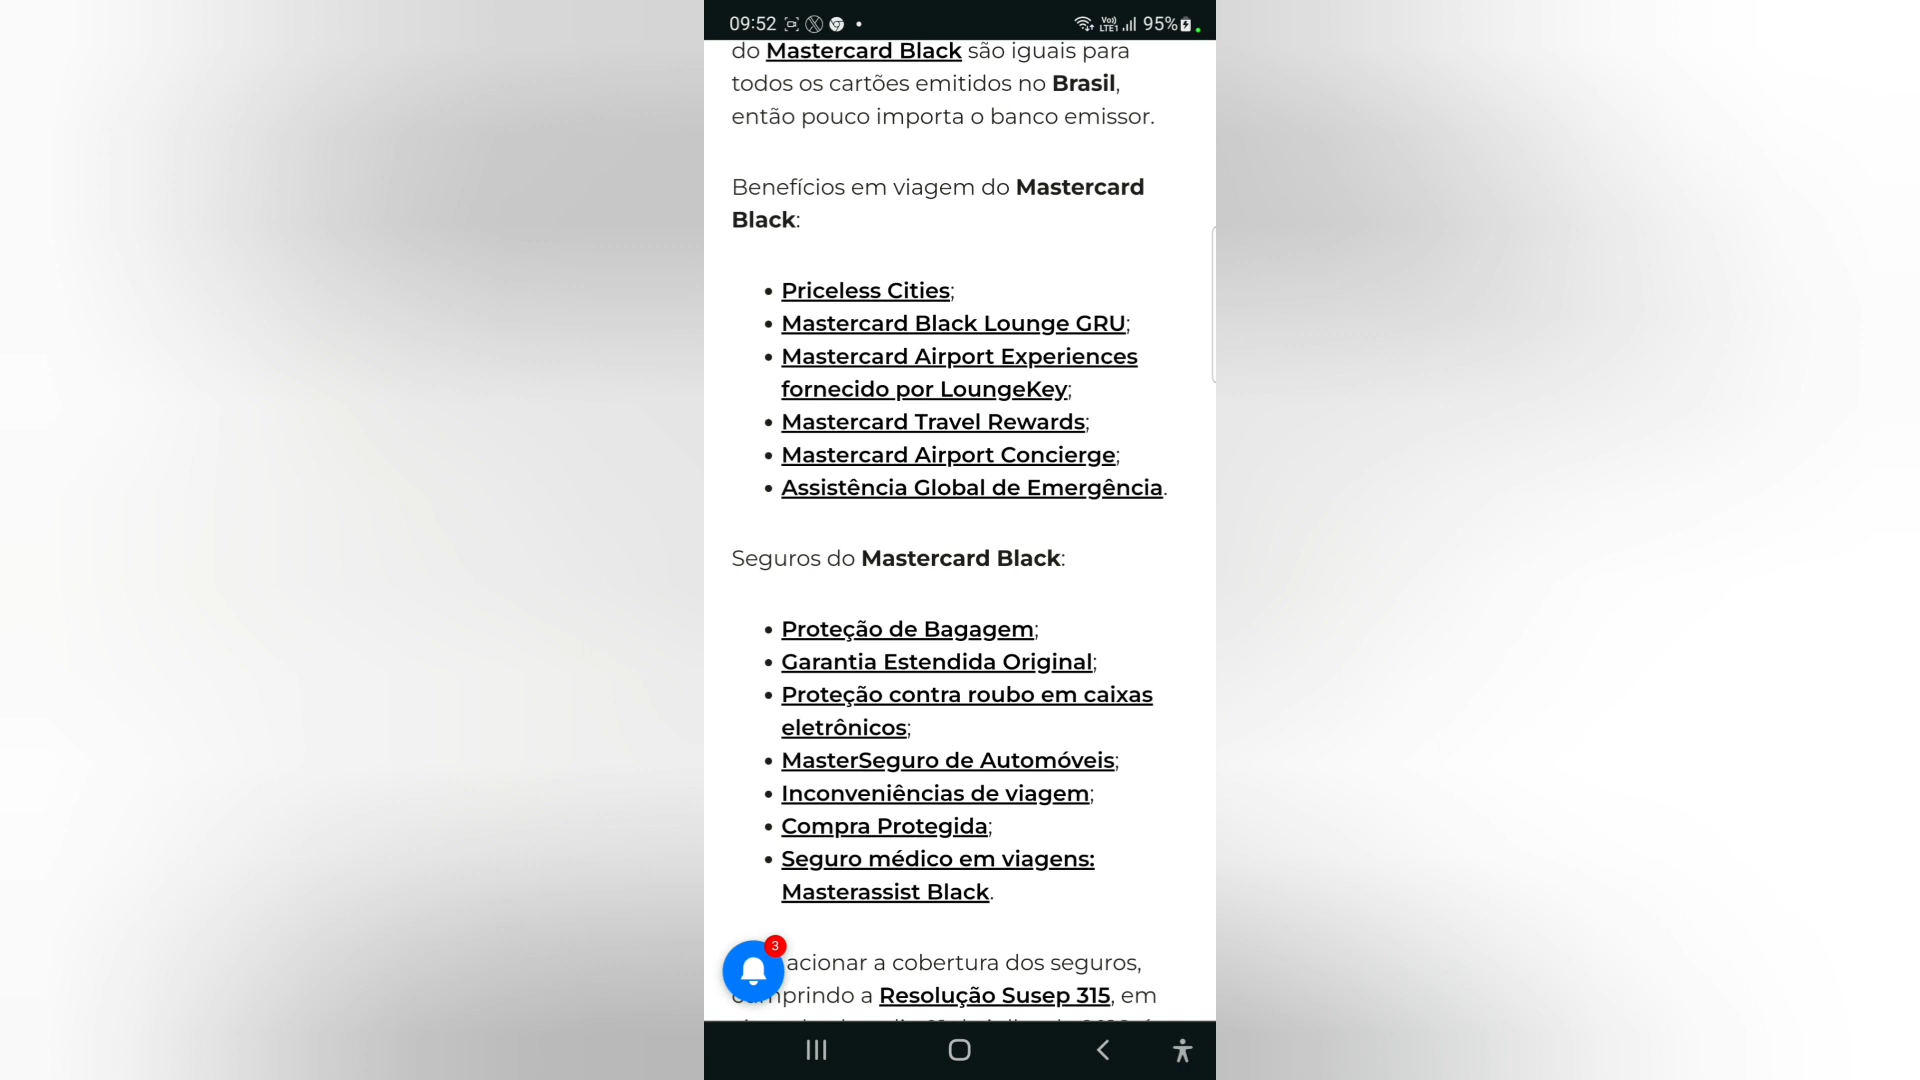 09:52 95%
do Mastercard Black são iguais para
todos os cartões emitidos no Brasil,
então pouco importa o banco emissor.
Benefícios em viagem do Mastercard
Black:
• Priceless Cities;
• Mastercard Black Lounge GRU;
• Mastercard Airport Experiences
fornecido por LoungeKey;
• Mastercard Travel Rewards;
• Mastercard Airport Concierge;
• Assistência Global de Emergência.
Seguros do Mastercard Black:
• Proteção de Bagagem;
• Garantia Estendida Original;
• Proteção contra roubo em caixas
eletrônicos;
• MasterSeguro de Automóveis;
• Inconveniências de viagem;
• Compra Protegida;
• Seguro médico em viagens:
Masterassist Black.
3
acionar a cobertura dos seguros,
a Resolução Susep 315, em